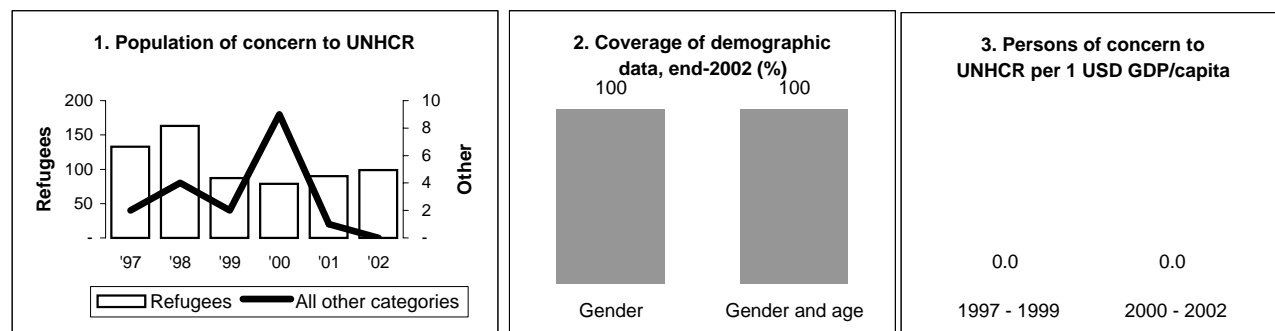 1. Population of concern to UNHCR
200
150
100
50
-
Refugees
10
8
6
4
2
-
Other
'97 '98 '99 '00 '01 '02
Refugees All other categories
2. Coverage of demographic
data, end-2002 (%)
100 100
Gender Gender and age
3. Persons of concern to
UNHCR per 1 USD GDP/capita
0.0 0.0
1997 - 1999 2000 - 2002